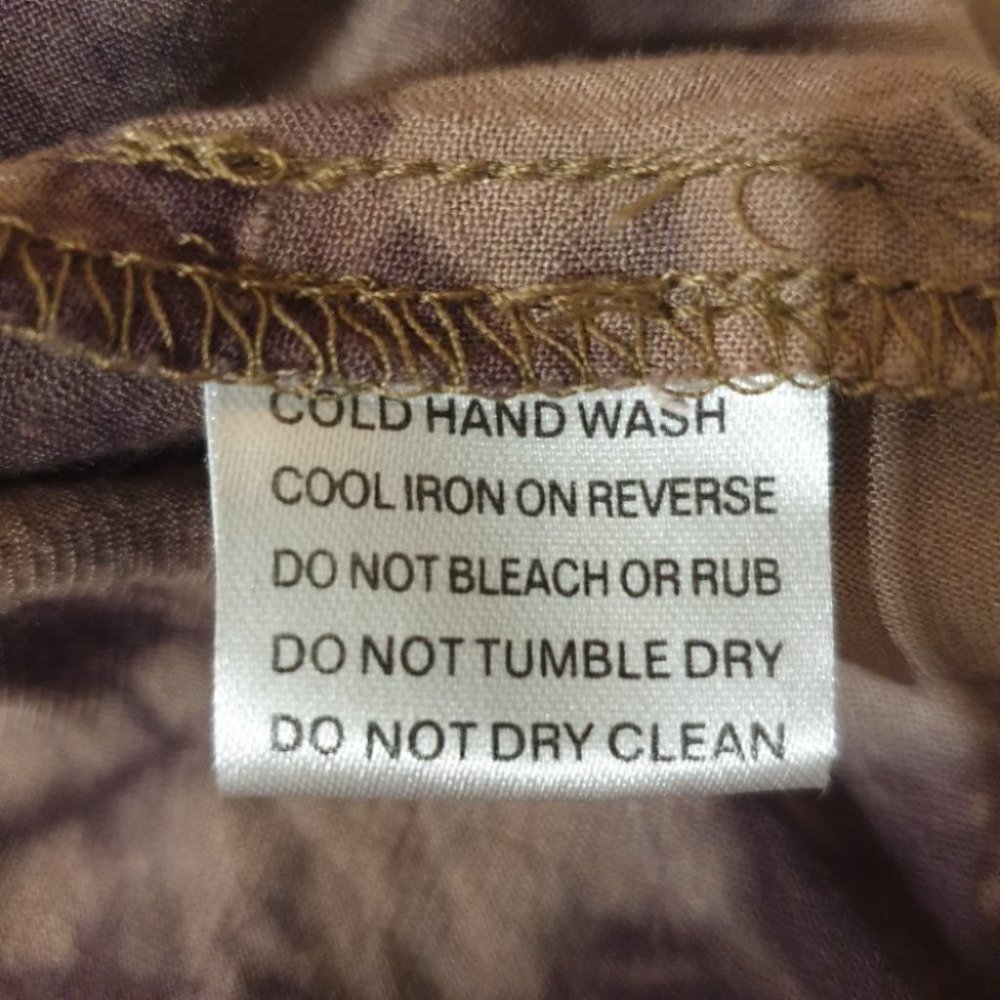 COLD HAND WASH
COOL IRON ON REVERSE
DO NOT BLEACH OR RUB
DO NOT TUMBLE DRY
DO NOT DRY CLEAN